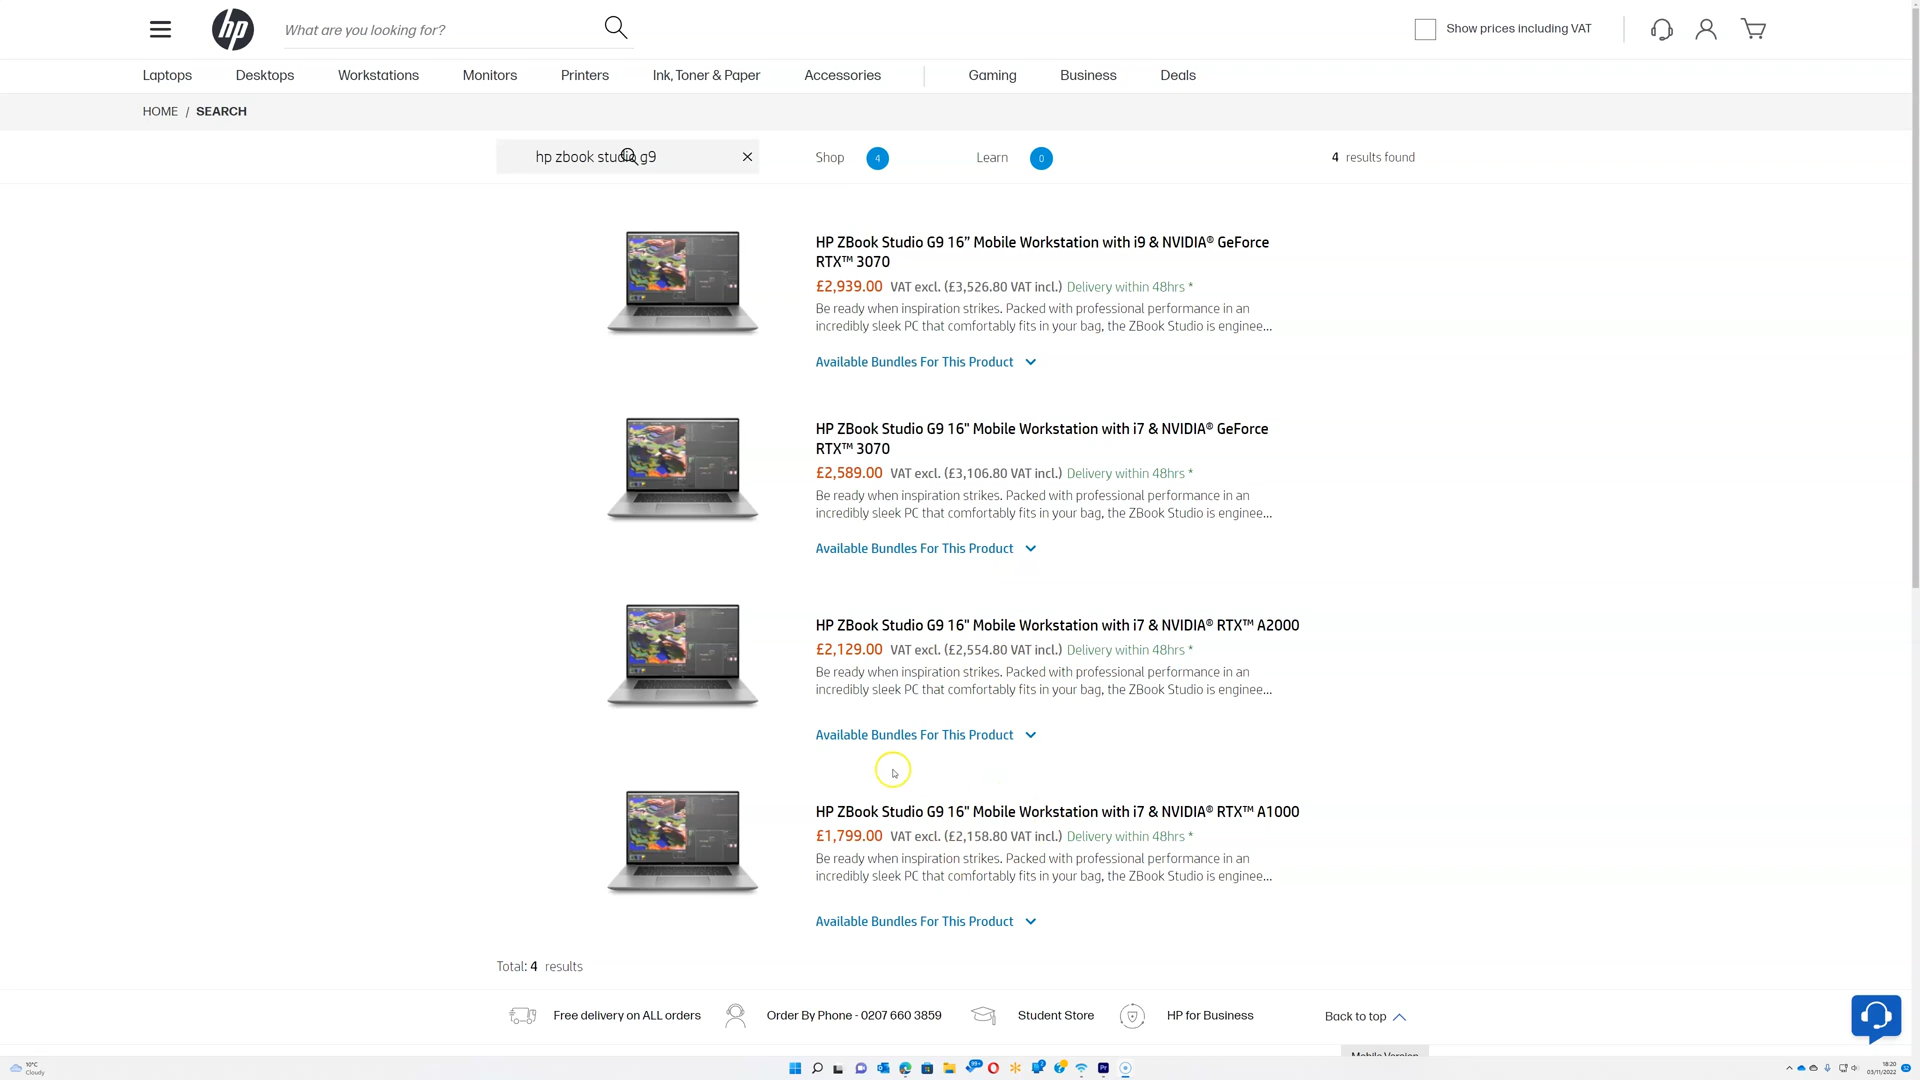 hp
What are you looking for?
Show prices including VAT
Laptops Desktops Workstations Monitors Printers Ink, Toner & Paper Accessories Gaming Business Deals
HOME / SEARCH
hp zbook studio g9
Shop 4 Learn 0 4 results found
HP ZBook Studio G9 16” Mobile Workstation with i9 & NVIDIA® GeForce
RTX™ 3070
£2,939.00 VAT excl. (£3,526.80 VAT incl.) Delivery within 48hrs *
Be ready when inspiration strikes. Packed with professional performance in an
incredibly sleek PC that comfortably fits in your bag, the ZBook Studio is enginee...
Available Bundles For This Product
HP ZBook Studio G9 16" Mobile Workstation with i7 & NVIDIA® GeForce
RTX™ 3070
£2,589.00 VAT excl. (£3,106.80 VAT incl.) Delivery within 48hrs *
Be ready when inspiration strikes. Packed with professional performance in an
incredibly sleek PC that comfortably fits in your bag, the ZBook Studio is enginee...
Available Bundles For This Product
HP ZBook Studio G9 16" Mobile Workstation with i7 & NVIDIA® RTX™ A2000
£2,129.00 VAT excl. (£2,554.80 VAT incl.) Delivery within 48hrs *
Be ready when inspiration strikes. Packed with professional performance in an
incredibly sleek PC that comfortably fits in your bag, the ZBook Studio is enginee...
Available Bundles For This Product
HP ZBook Studio G9 16" Mobile Workstation with i7 & NVIDIA® RTX™ A1000
£1,799.00 VAT excl. (£2,158.80 VAT incl.) Delivery within 48hrs *
Be ready when inspiration strikes. Packed with professional performance in an
incredibly sleek PC that comfortably fits in your bag, the ZBook Studio is enginee...
Available Bundles For This Product
Total: 4 results
Free delivery on ALL orders Order By Phone - 0207 660 3859 Student Store HP for Business Back to top
Mobile Version
10°C
Cloudy
99+
Pr
18:20
03/11/2022